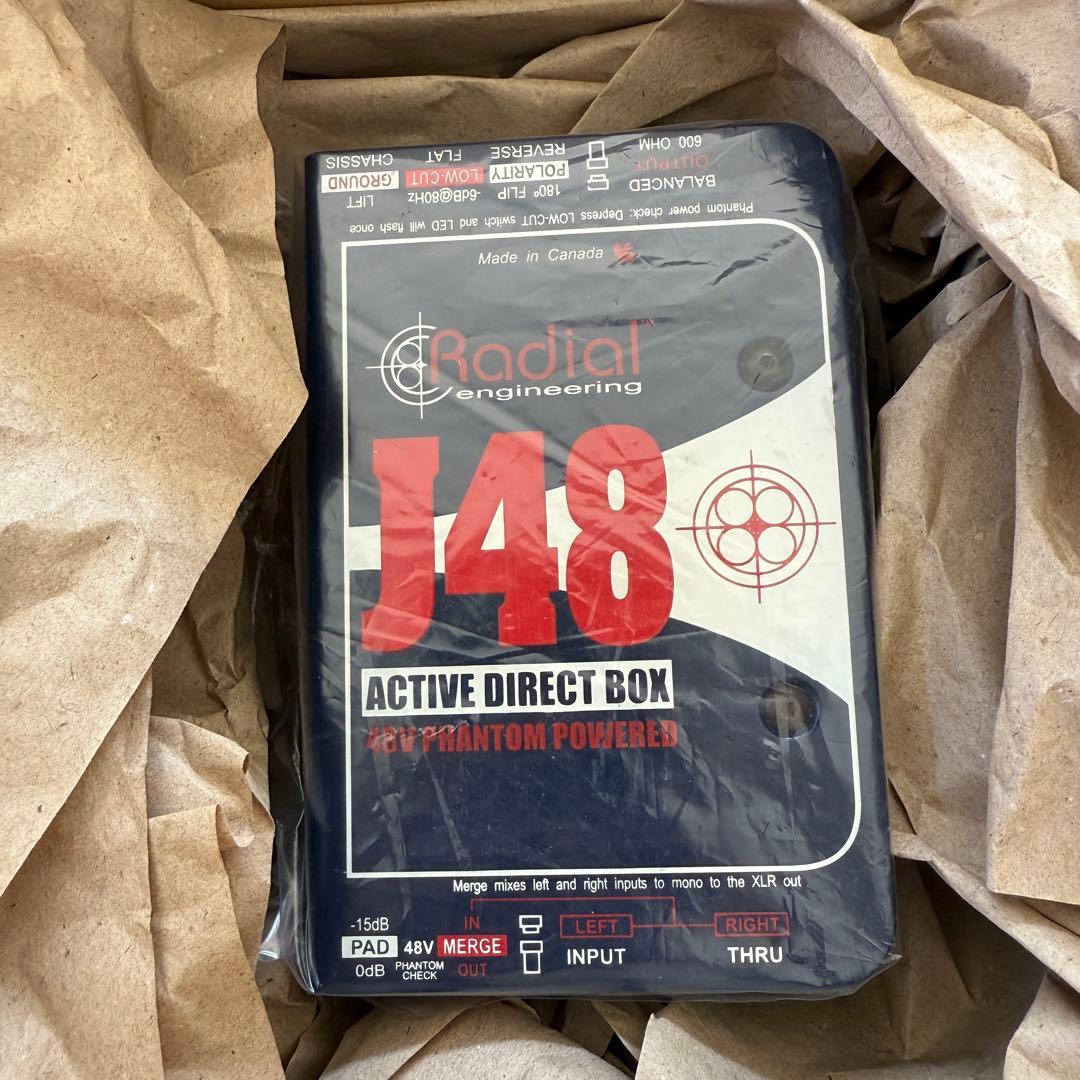 600 OHM
REVERSE
FLAT
CHASSIS
OUTPUT
POLARITY
LOW-CUT
GROUND
BALANCED
180° FLIP
-6dB@80Hz
LIFT
Phantom power check: Depress LOW-CUT switch and LED will flash once
Made in Canada
Radial™
engineering
J48
ACTIVE DIRECT BOX
48V PHANTOM POWERED
Merge mixes left and right inputs to mono to the XLR out
-15dB
IN
LEFT
RIGHT
PAD
48V
MERGE
INPUT
THRU
0dB
PHANTOM
CHECK
OUT